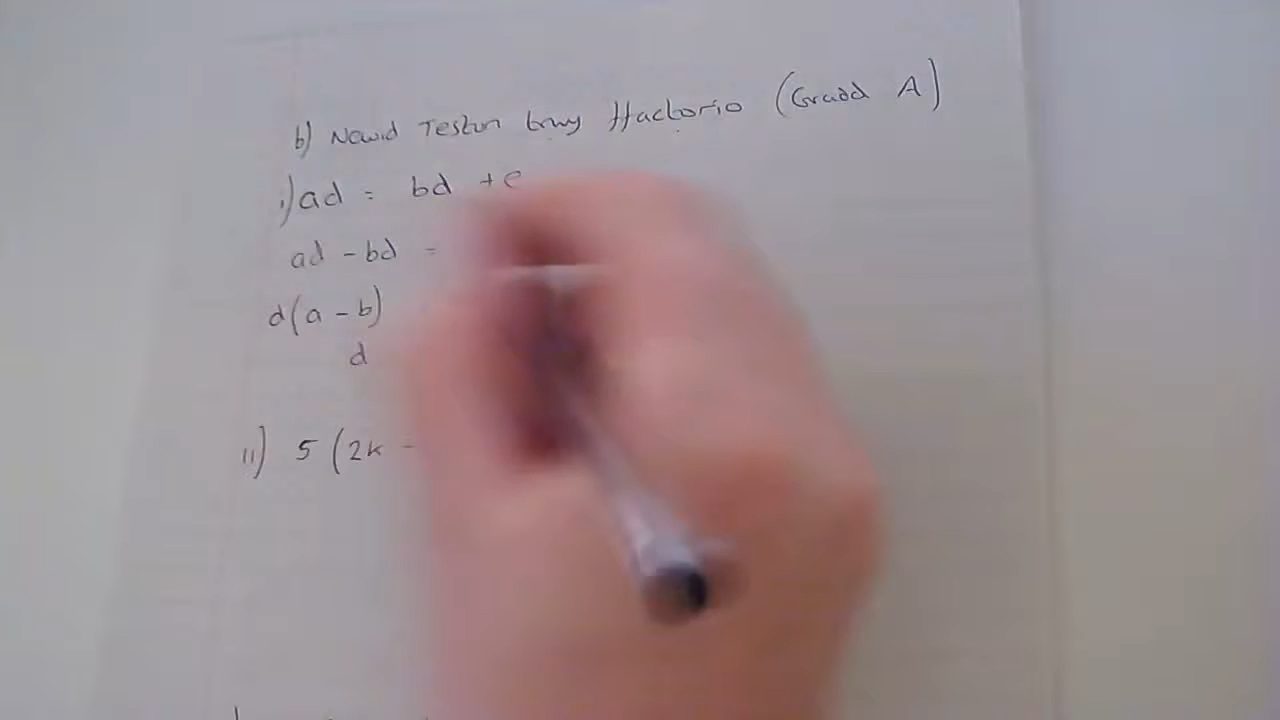 b) Newid Testun trwy Ffactorio (Gradd A)
i) ad = bd + e
ad - bd =
d(a - b)
d
ii) 5 (2k -